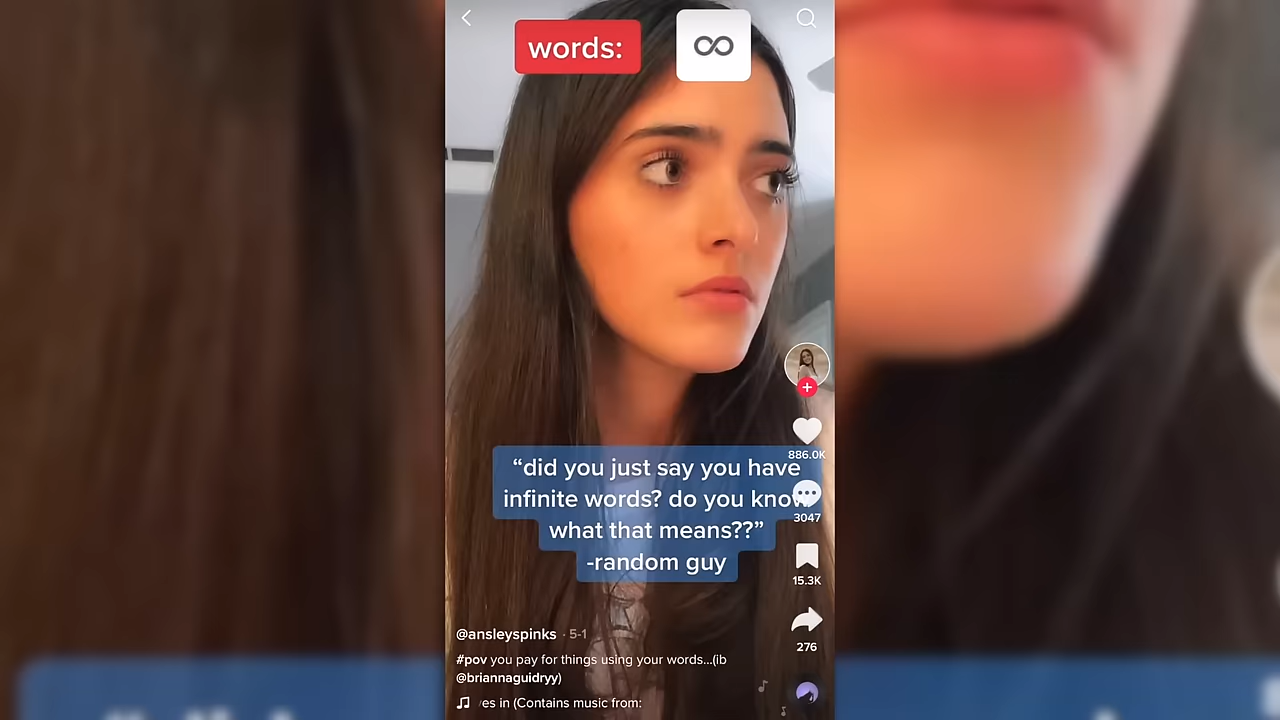 words:
∞
“did you just say you have
infinite words? do you know
what that means??”
-random guy
886.0K
3047
15.3K
276
@ansleyspinks · 5-1
#pov you pay for things using your words...(ib
@briannaguidryy)
es in (Contains music from: